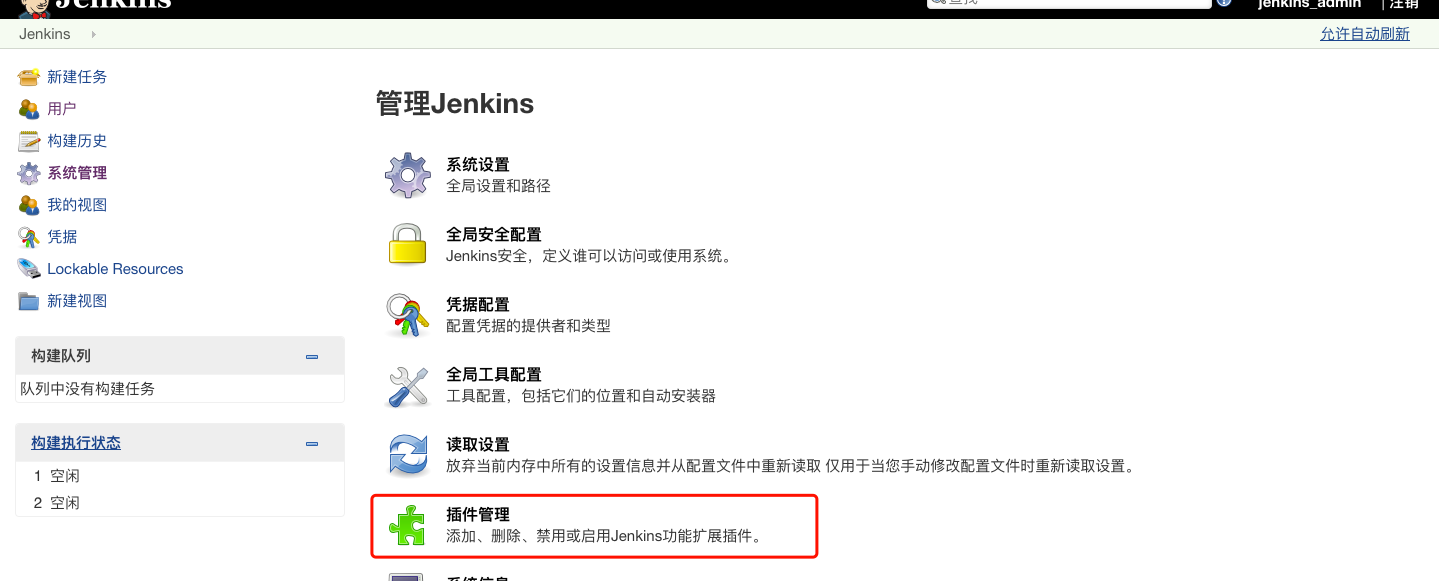 Jenkins
查找
jenkins_admin | 注销
Jenkins
允许自动刷新
新建任务
用户
构建历史
系统管理
我的视图
凭据
Lockable Resources
新建视图
构建队列
队列中没有构建任务
构建执行状态
1 空闲
2 空闲
管理Jenkins
系统设置
全局设置和路径
全局安全配置
Jenkins安全，定义谁可以访问或使用系统。
凭据配置
配置凭据的提供者和类型
全局工具配置
工具配置，包括它们的位置和自动安装器
读取设置
放弃当前内存中所有的设置信息并从配置文件中重新读取 仅用于当您手动修改配置文件时重新读取设置。
插件管理
添加、删除、禁用或启用Jenkins功能扩展插件。
系统信息